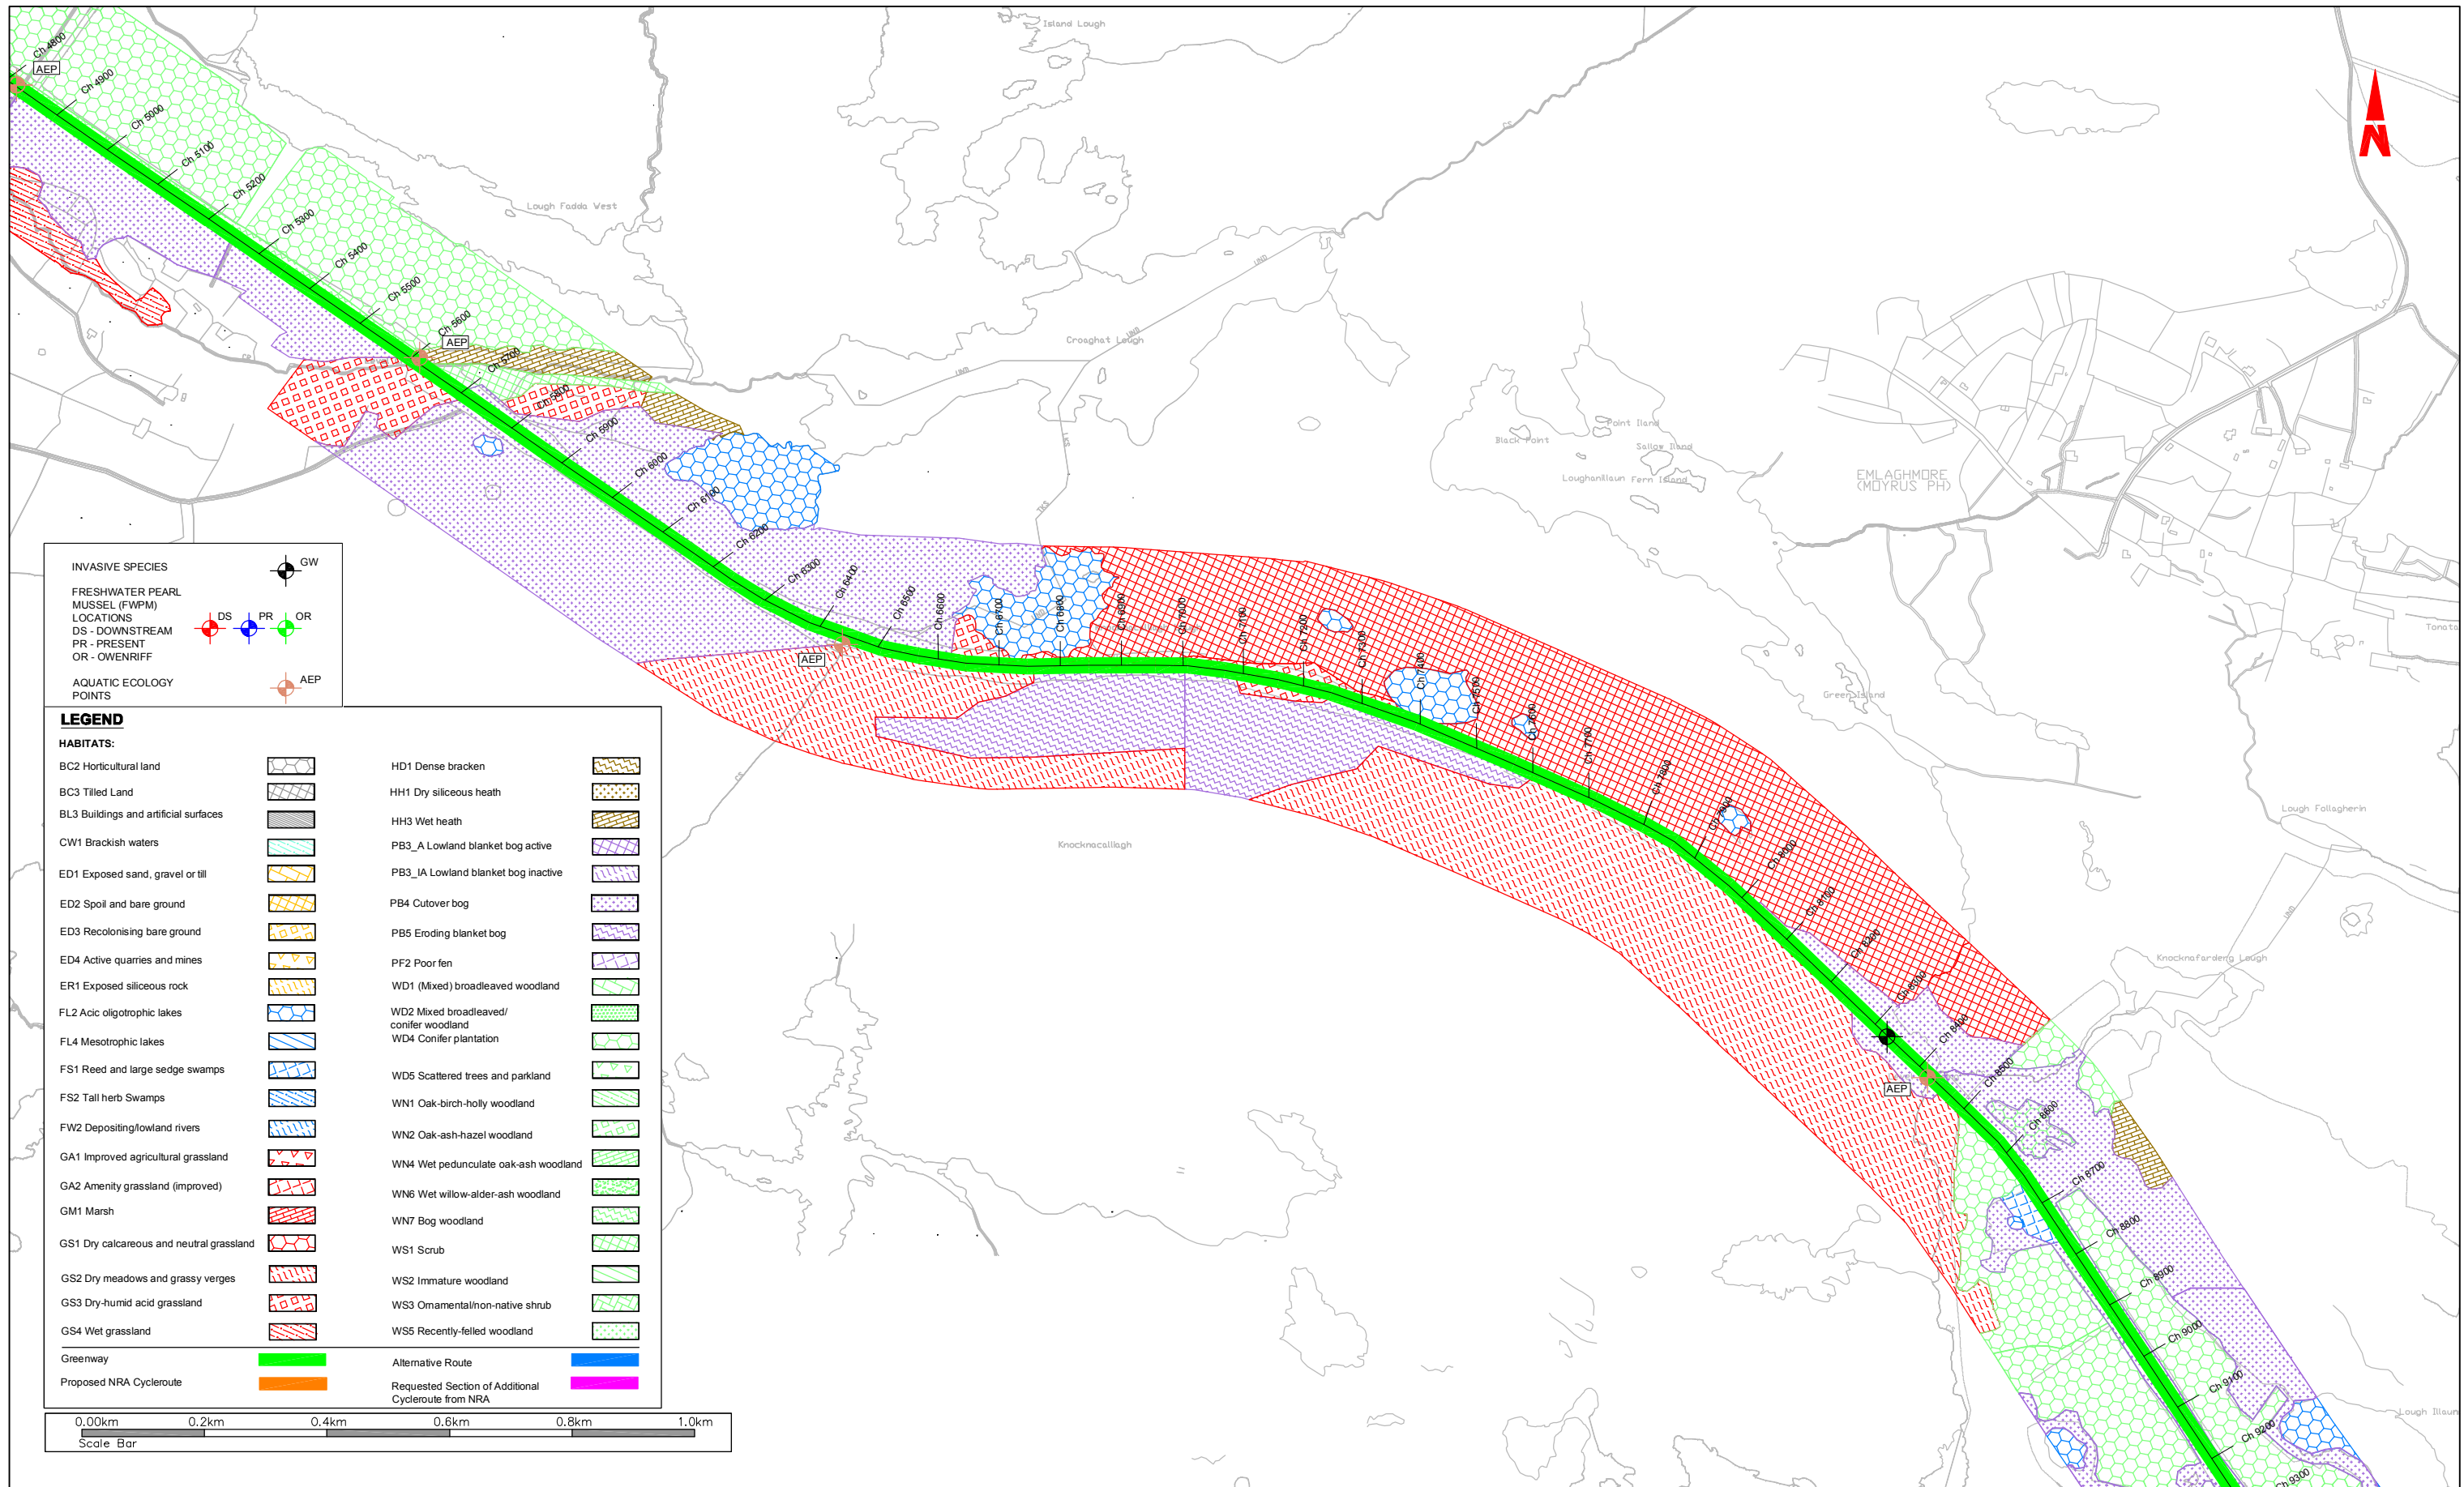 Island Lough
Ch 4800
AEP
Ch 4900
Ch 5000
Ch 5100
Ch 5200
Lough Fadda West
Ch 5300
Ch 5400
Ch 5500
Ch 5600
AEP
Ch 5700
Ch 5800
Ch 5900
Ch 6000
Ch 6100
Ch 6200
Ch 6300
Ch 6400
Ch 6500
Ch 6600
Ch 6700
Ch 6800
Ch 6900
Ch 7000
Ch 7100
Ch 7200
Ch 7300
Ch 7400
Ch 7500
Ch 7600
Ch 7700
Ch 7800
Ch 7900
Ch 8000
Ch 8100
Ch 8200
Ch 8300
Ch 8400
Ch 8500
Ch 8600
Ch 8700
Ch 8800
Ch 8900
Ch 9000
Ch 9100
Ch 9200
Ch 9300
AEP
AEP
N
CS
UND
UND
UND
TKS
TKS
CR
CS
CS
UND
Croaghat Lough
Black Point
Point Iland
Sallow Iland
Loughanillaun
Fern Island
EMLAGHMORE
(MOYRUS PH)
Green Island
Lough Follagherin
Knocknafardeng Lough
Knocknacalliagh
Lough Illaun
INVASIVE SPECIES
GW
FRESHWATER PEARL
MUSSEL (FWPM)
LOCATIONS
DS - DOWNSTREAM
PR - PRESENT
OR - OWENRIFF
DS
PR
OR
AQUATIC ECOLOGY
POINTS
AEP
LEGEND
HABITATS:
BC2 Horticultural land
BC3 Tilled Land
BL3 Buildings and artificial surfaces
CW1 Brackish waters
ED1 Exposed sand, gravel or till
ED2 Spoil and bare ground
ED3 Recolonising bare ground
ED4 Active quarries and mines
ER1 Exposed siliceous rock
FL2 Acic oligotrophic lakes
FL4 Mesotrophic lakes
FS1 Reed and large sedge swamps
FS2 Tall herb Swamps
FW2 Depositing/lowland rivers
GA1 Improved agricultural grassland
GA2 Amenity grassland (improved)
GM1 Marsh
GS1 Dry calcareous and neutral grassland
GS2 Dry meadows and grassy verges
GS3 Dry-humid acid grassland
GS4 Wet grassland
HD1 Dense bracken
HH1 Dry siliceous heath
HH3 Wet heath
PB3_A Lowland blanket bog active
PB3_IA Lowland blanket bog inactive
PB4 Cutover bog
PB5 Eroding blanket bog
PF2 Poor fen
WD1 (Mixed) broadleaved woodland
WD2 Mixed broadleaved/
conifer woodland
WD4 Conifer plantation
WD5 Scattered trees and parkland
WN1 Oak-birch-holly woodland
WN2 Oak-ash-hazel woodland
WN4 Wet pedunculate oak-ash woodland
WN6 Wet willow-alder-ash woodland
WN7 Bog woodland
WS1 Scrub
WS2 Immature woodland
WS3 Ornamental/non-native shrub
WS5 Recently-felled woodland
Greenway
Proposed NRA Cycleroute
Alternative Route
Requested Section of Additional
Cycleroute from NRA
0.00km 0.2km 0.4km 0.6km 0.8km 1.0km
Scale Bar